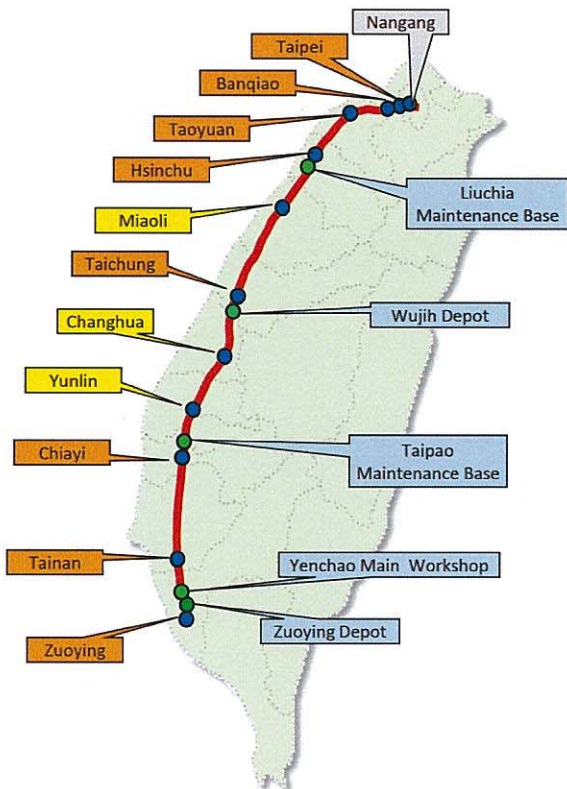 Nangang
Taipei
Banqiao
Taoyuan
Hsinchu
Liuchia
Maintenance Base
Miaoli
Taichung
Wujih Depot
Changhua
Yunlin
Taipao
Maintenance Base
Chiayi
Tainan
Yenchao Main Workshop
Zuoying Depot
Zuoying